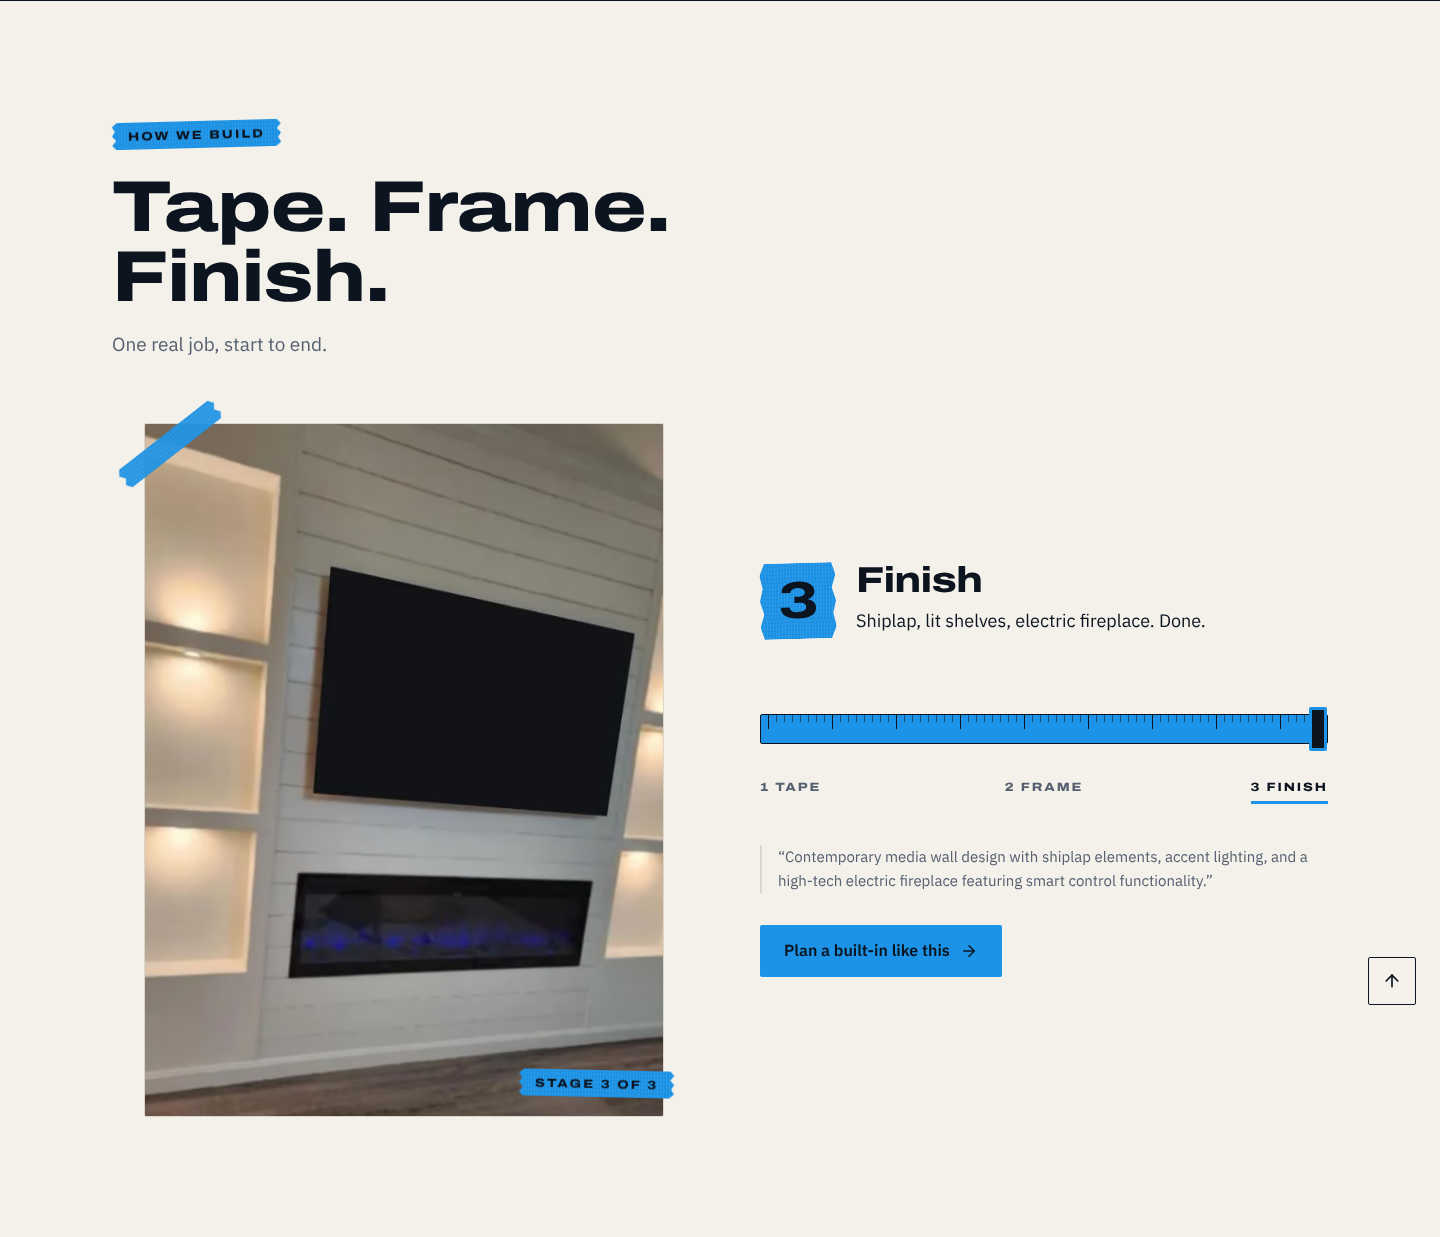 HOW WE BUILD
Tape. Frame.
Finish.
One real job, start to end.
STAGE 3 OF 3
3
Finish
Shiplap, lit shelves, electric fireplace. Done.
1 TAPE
2 FRAME
3 FINISH
“Contemporary media wall design with shiplap elements, accent lighting, and a
high-tech electric fireplace featuring smart control functionality.”
Plan a built-in like this →
↑